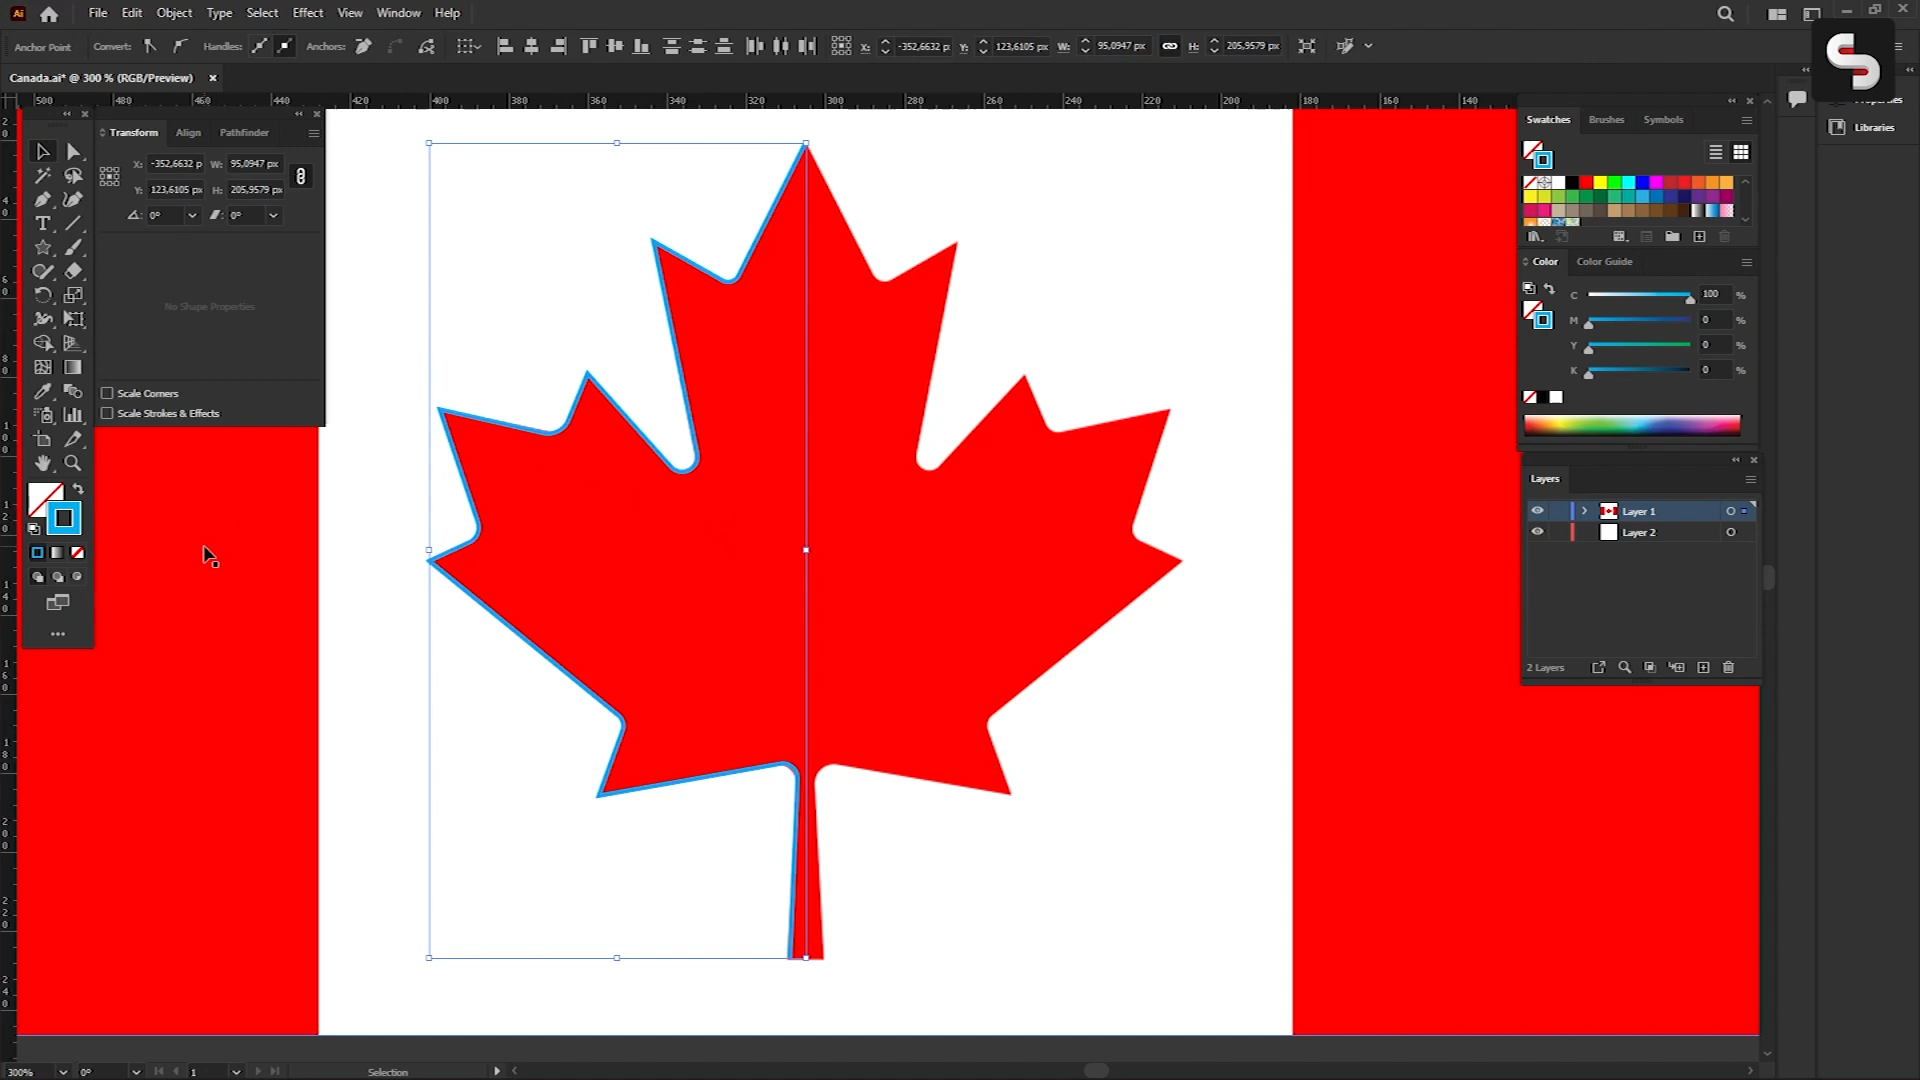 Ai File Edit Object Type Select Effect View Window Help
Anchor Point Convert: Handles: Anchors: X: -352,6632 p Y: 123,6105 px W: 95,0947 px H: 205,9579 px
Canada.ai* @ 300 % (RGB/Preview)
500 480 460 440 420 400 380 360 340 320 300 280 260 240 220 200 180 160 140
Transform Align Pathfinder
X: -352,6632 p W: 95,0947 px
Y: 123,6105 px H: 205,9579 px
0° 0°
No Shape Properties
Scale Corners
Scale Strokes & Effects
Swatches Brushes Symbols
Libraries
Color Color Guide
C 100 %
M 0 %
Y 0 %
K 0 %
Layers
Layer 1
Layer 2
2 Layers
300% 0° 1 Selection